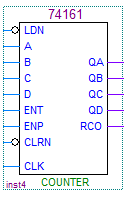 74161
LDN
A
B
C
D
ENT
ENP
CLRN
CLK
QA
QB
QC
QD
RCO
inst4
COUNTER